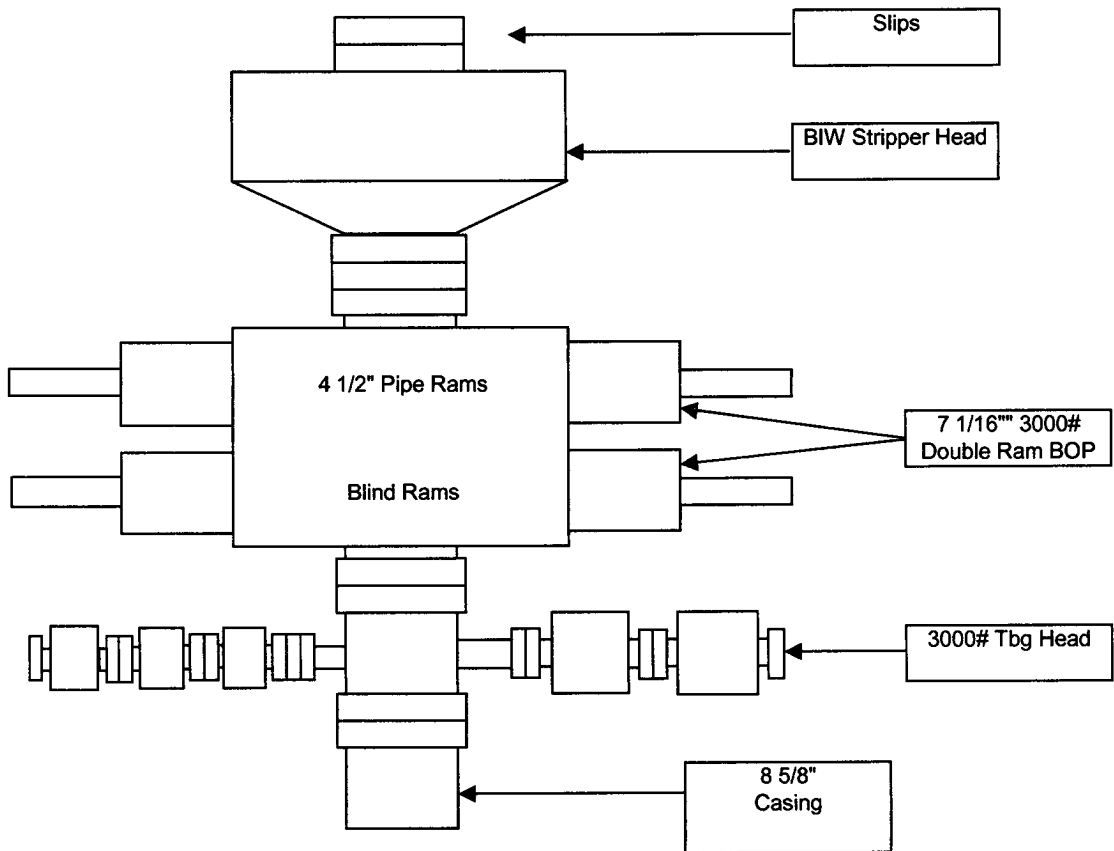 Slips
BIW Stripper Head
4 1/2" Pipe Rams
7 1/16"" 3000#
Double Ram BOP
Blind Rams
3000# Tbg Head
8 5/8"
Casing